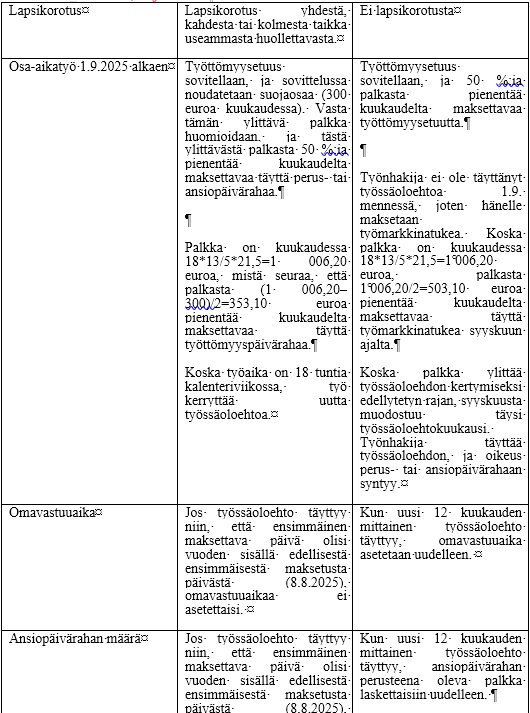 Lapsikorotus¤
Lapsikorotus yhdestä,
kahdesta tai kolmesta taikka
useammasta huollettavasta.¤
Ei lapsikorotusta¤
Osa-aikatyö 1.9.2025 alkaen¤
Työttömyysetuus
sovitellaan, ja sovittelussa
noudatetaan suojaosaa (300
euroa kuukaudessa). Vasta
tämän ylittävä palkka
huomioidaan, ja tästä
ylittävästä palkasta 50 %:ia
pienentää kuukaudelta
maksettavaa täyttä perus- tai
ansiopäivärahaa.¶
¶
Palkka on kuukaudessa
18*13/5*21,5=1 006,20
euroa, mistä seuraa, että
palkasta (1 006,20–
300)/2=353,10 euroa
pienentää kuukaudelta
maksettavaa täyttä
työttömyyspäivärahaa.¶
Koska työaika on 18 tuntia
kalenteriviikossa, työ
kerryttää uutta
työssäoloehtoa.¤
Työttömyysetuus
sovitellaan, ja 50 %:ia
palkasta pienentää
kuukaudelta maksettavaa
työttömyysetuutta.¶
¶
Työnhakija ei ole täyttänyt
työssäoloehtoa 1.9.
mennessä, joten hänelle
maksetaan
työmarkkinatukea. Koska
palkka on kuukaudessa
18*13/5*21,5=1°006,20
euroa, palkasta
1°006,20/2=503,10 euroa
pienentää kuukaudelta
maksettavaa täyttä
työmarkkinatukea syyskuun
ajalta.¶
Koska palkka ylittää
työssäoloehdon kertymiseksi
edellytetyn rajan, syyskuusta
muodostuu täysi
työssäoloehtokuukausi.
Työnhakija täyttää
työssäoloehdon, ja oikeus
perus- tai ansiopäivärahaan
syntyy.¤
Omavastuuaika¤
Jos työssäoloehto täyttyy
niin, että ensimmäinen
maksettava päivä olisi
vuoden sisällä edellisestä
ensimmäisestä maksetusta
päivästä (8.8.2025),
omavastuuaikaa ei
asetettaisi. ¤
Kun uusi 12 kuukauden
mittainen työssäoloehto
täyttyy, omavastuuaika
asetetaan uudelleen. ¤
Ansiopäivärahan määrä¤
Jos työssäoloehto täyttyy
niin, että ensimmäinen
maksettava päivä olisi
vuoden sisällä edellisestä
ensimmäisestä maksetusta
päivästä (8.8.2025),
Kun uusi 12 kuukauden
mittainen työssäoloehto
täyttyy, ansiopäivärahan
perusteena oleva palkka
laskettaisiin uudelleen. ¶